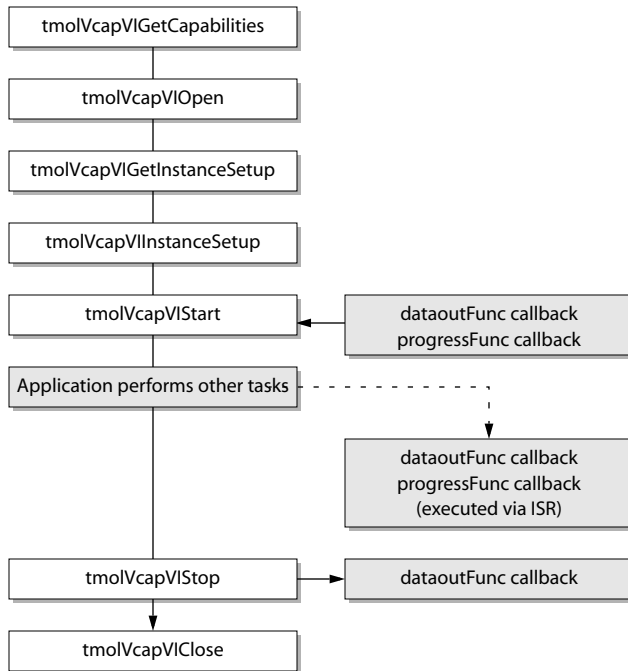 tmolVcapVIGetCapabilities
tmolVcapVIOpen
tmolVcapVIGetInstanceSetup
tmolVcapVIInstanceSetup
tmolVcapVIStart
dataoutFunc callback
progressFunc callback
Application performs other tasks
dataoutFunc callback
progressFunc callback
(executed via ISR)
tmolVcapVIStop
dataoutFunc callback
tmolVcapVIClose